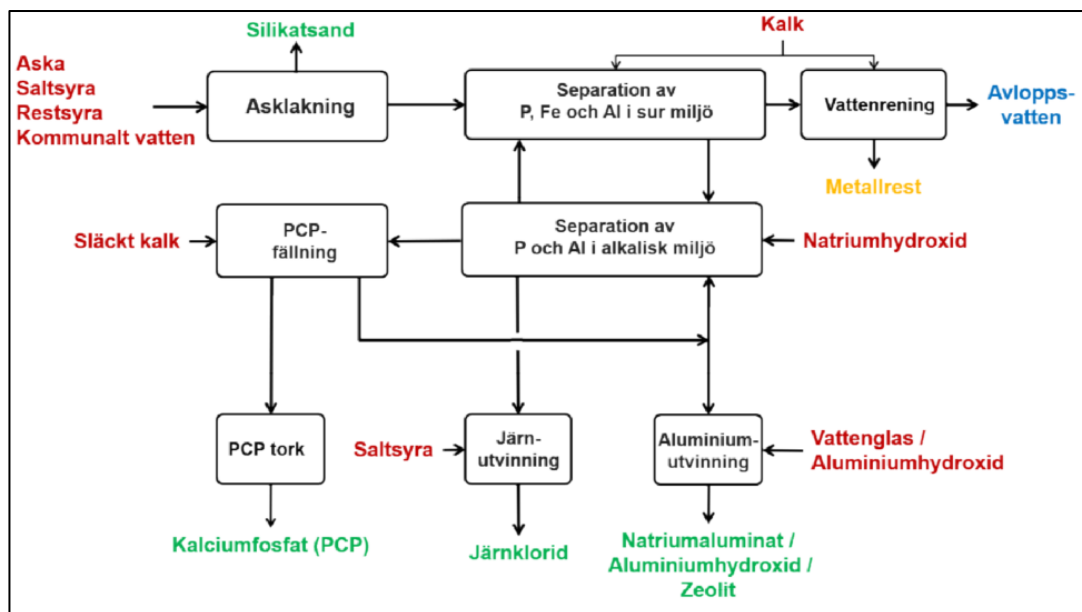 Silikatsand
Kalk
Aska
Saltsyra
Restsyra
Kommunalt vatten
Asklakning
Separation av
P, Fe och Al i sur miljö
Vattenrening
Avlopps-
vatten
Metallrest
Släckt kalk
PCP-
fällning
Separation av
P och Al i alkalisk miljö
Natriumhydroxid
PCP tork
Saltsyra
Järn-
utvinning
Aluminium-
utvinning
Vattenglas /
Aluminiumhydroxid
Kalciumfosfat (PCP)
Järnklorid
Natriumaluminat /
Aluminiumhydroxid /
Zeolit